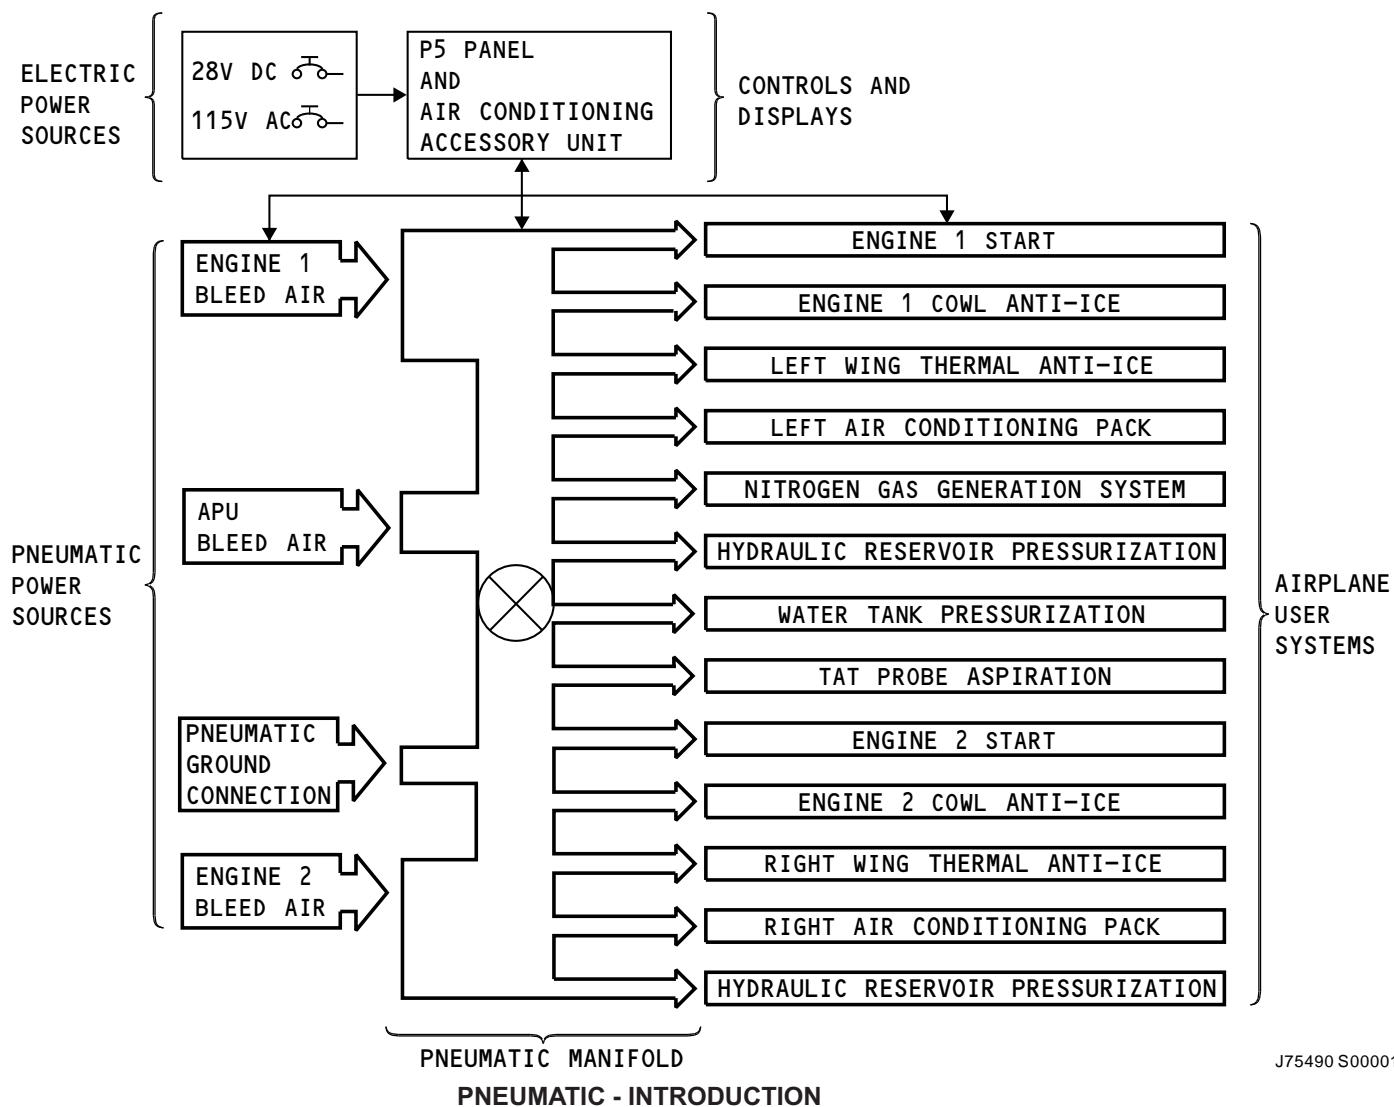 ELECTRIC
POWER
SOURCES
28V DC
115V AC
P5 PANEL
AND
AIR CONDITIONING
ACCESSORY UNIT
CONTROLS AND
DISPLAYS
PNEUMATIC
POWER
SOURCES
ENGINE 1
BLEED AIR
APU
BLEED AIR
PNEUMATIC
GROUND
CONNECTION
ENGINE 2
BLEED AIR
ENGINE 1 START
ENGINE 1 COWL ANTI-ICE
LEFT WING THERMAL ANTI-ICE
LEFT AIR CONDITIONING PACK
NITROGEN GAS GENERATION SYSTEM
HYDRAULIC RESERVOIR PRESSURIZATION
WATER TANK PRESSURIZATION
TAT PROBE ASPIRATION
ENGINE 2 START
ENGINE 2 COWL ANTI-ICE
RIGHT WING THERMAL ANTI-ICE
RIGHT AIR CONDITIONING PACK
HYDRAULIC RESERVOIR PRESSURIZATION
AIRPLANE
USER
SYSTEMS
PNEUMATIC MANIFOLD
J75490 S00001
PNEUMATIC - INTRODUCTION